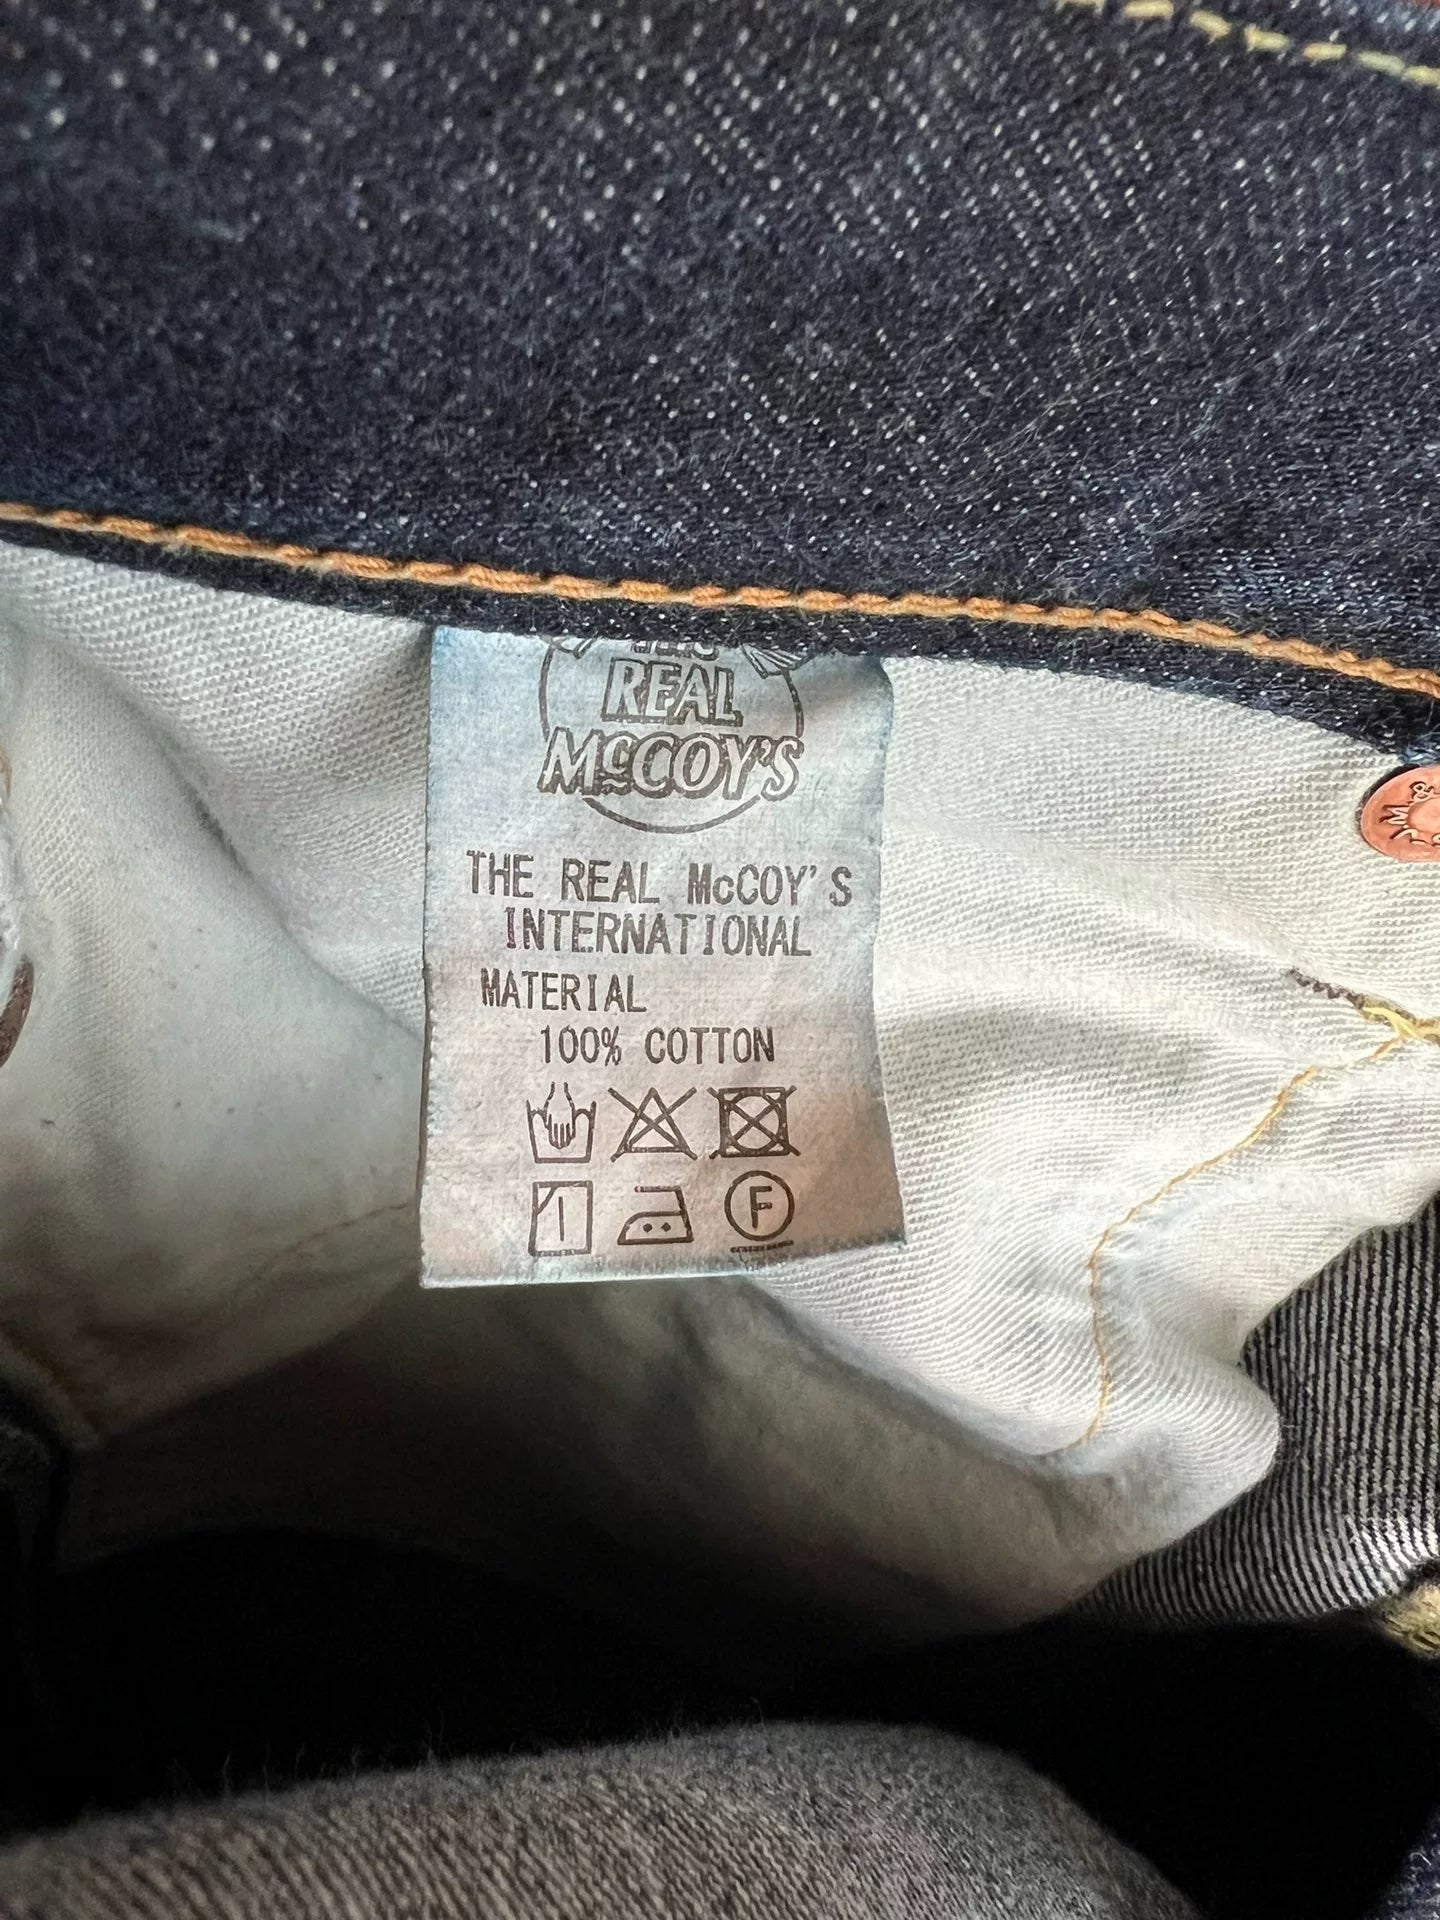 REAL
McCOY'S
THE REAL McCOY'S
INTERNATIONAL
MATERIAL
100% COTTON
F